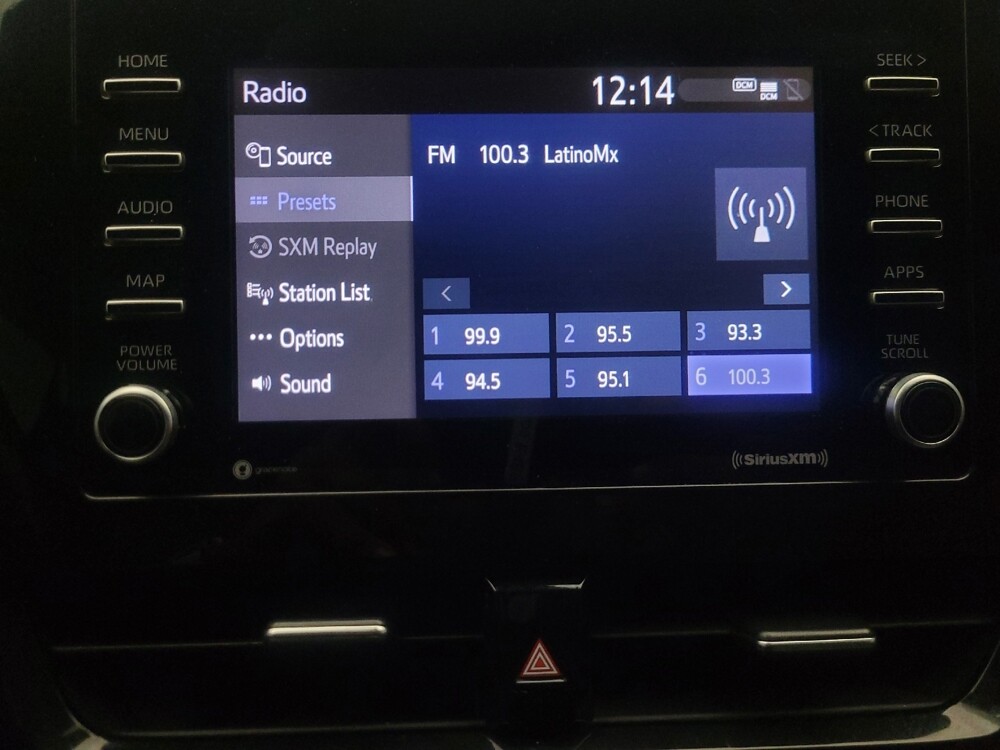 HOME
MENU
AUDIO
MAP
POWER
VOLUME
Radio 12:14 DCM DCM
Source
Presets
SXM Replay
Station List
Options
Sound
FM 100.3 LatinoMx
< >
1 99.9 2 95.5 3 93.3
4 94.5 5 95.1 6 100.3
SEEK >
< TRACK
PHONE
APPS
TUNE
SCROLL
gracenote
SiriusXM